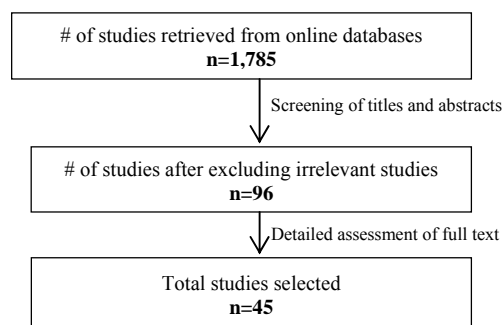 # of studies retrieved from online databases
n=1,785
Screening of titles and abstracts
# of studies after excluding irrelevant studies
n=96
Detailed assessment of full text
Total studies selected
n=45